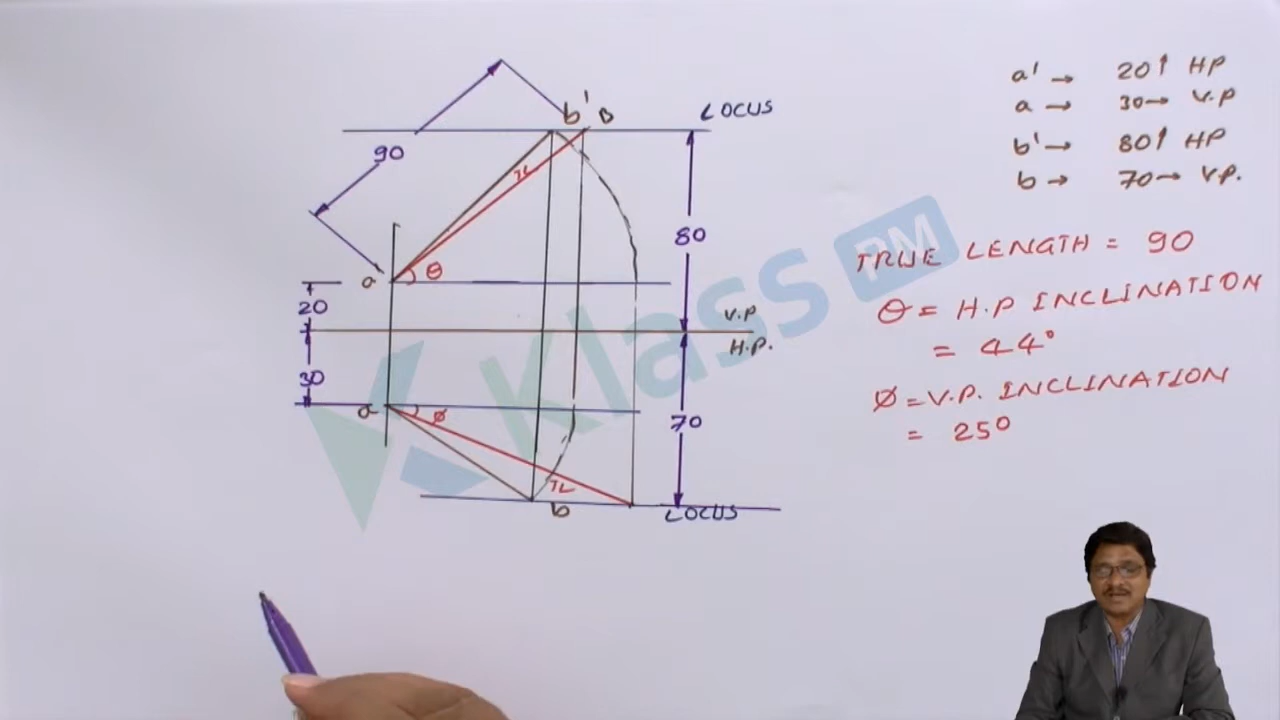 a' → 20↑ HP
a → 30→ V.P
b' → 80↑ HP
b → 70→ V.P.
TRUE LENGTH = 90
θ = H.P INCLINATION
= 44°
Ø = V.P. INCLINATION
= 25°
b' B
LOCUS
90
TL
80
a' θ
20
V.P
H.P.
30
a Ø
70
TL
b
LOCUS
Klass PM